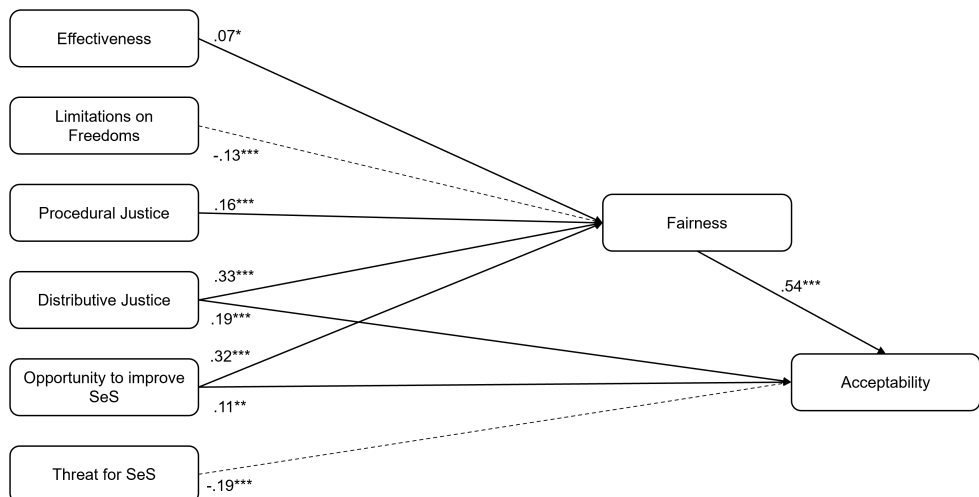 Effectiveness
.07*
Limitations on
Freedoms
-.13***
Procedural Justice
.16***
Fairness
Distributive Justice
.33***
.19***
.54***
Opportunity to improve
SeS
.32***
.11**
Acceptability
Threat for SeS
-.19***